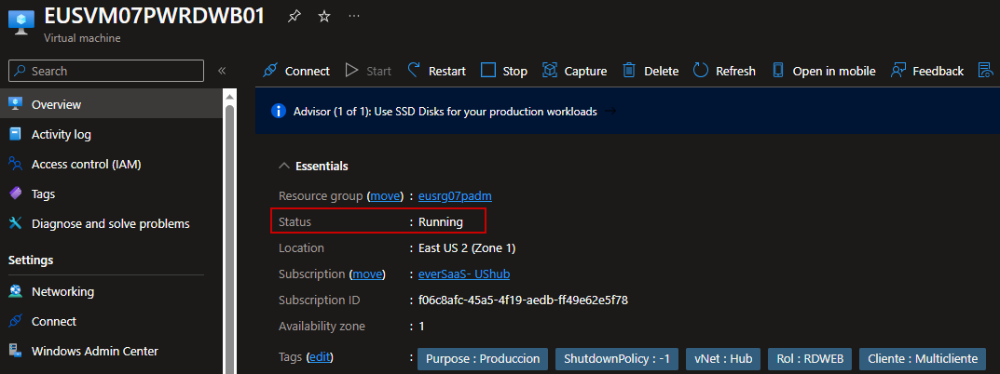 EUSVM07PWRDWB01
Virtual machine
Search
Connect Start Restart Stop Capture Delete Refresh Open in mobile Feedback
Overview
Activity log
Access control (IAM)
Tags
Diagnose and solve problems
Settings
Networking
Connect
Windows Admin Center
Advisor (1 of 1): Use SSD Disks for your production workloads →
Essentials
Resource group (move) : eusrg07padm
Status : Running
Location : East US 2 (Zone 1)
Subscription (move) : everSaaS- UShub
Subscription ID : f06c8afc-45a5-4f19-aedb-ff49e62e5f78
Availability zone : 1
Tags (edit) : Purpose : Produccion ShutdownPolicy : -1 vNet : Hub Rol : RDWEB Cliente : Multicliente